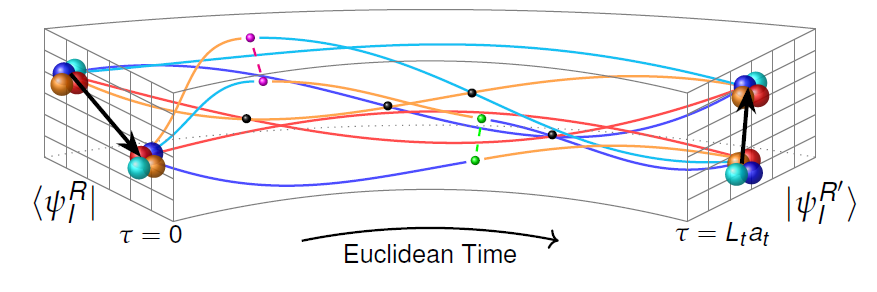 ⟨ψ_I^R|
τ = 0
Euclidean Time
τ = L_t a_t
|ψ_I^{R′}⟩